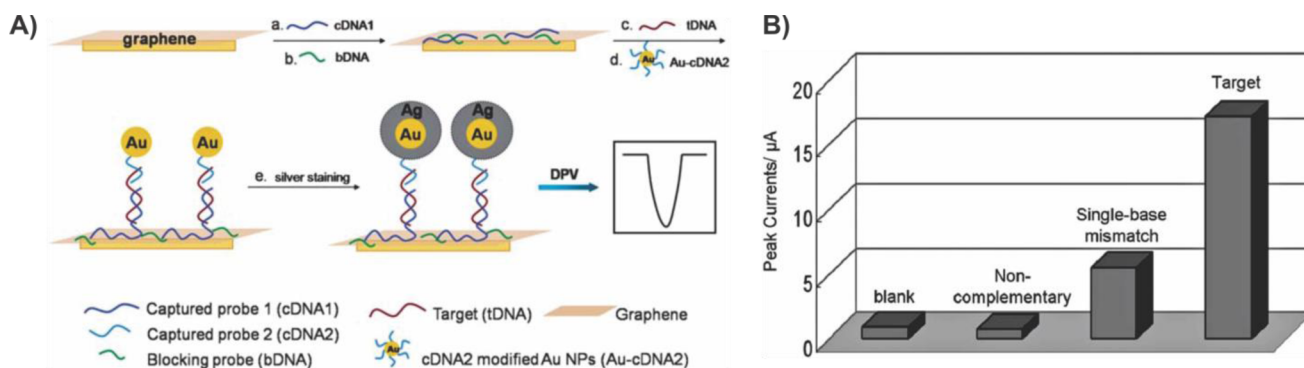 A)
graphene
a. cDNA1
b. bDNA
c. tDNA
d. Au Au-cDNA2
Au Au
e. silver staining
Ag Ag
Au Au
DPV
Captured probe 1 (cDNA1)
Captured probe 2 (cDNA2)
Blocking probe (bDNA)
Target (tDNA)
Graphene
Au cDNA2 modified Au NPs (Au-cDNA2)
B)
Peak Currents/ μA
20
15
10
5
0
blank
Non-
complementary
Single-base
mismatch
Target